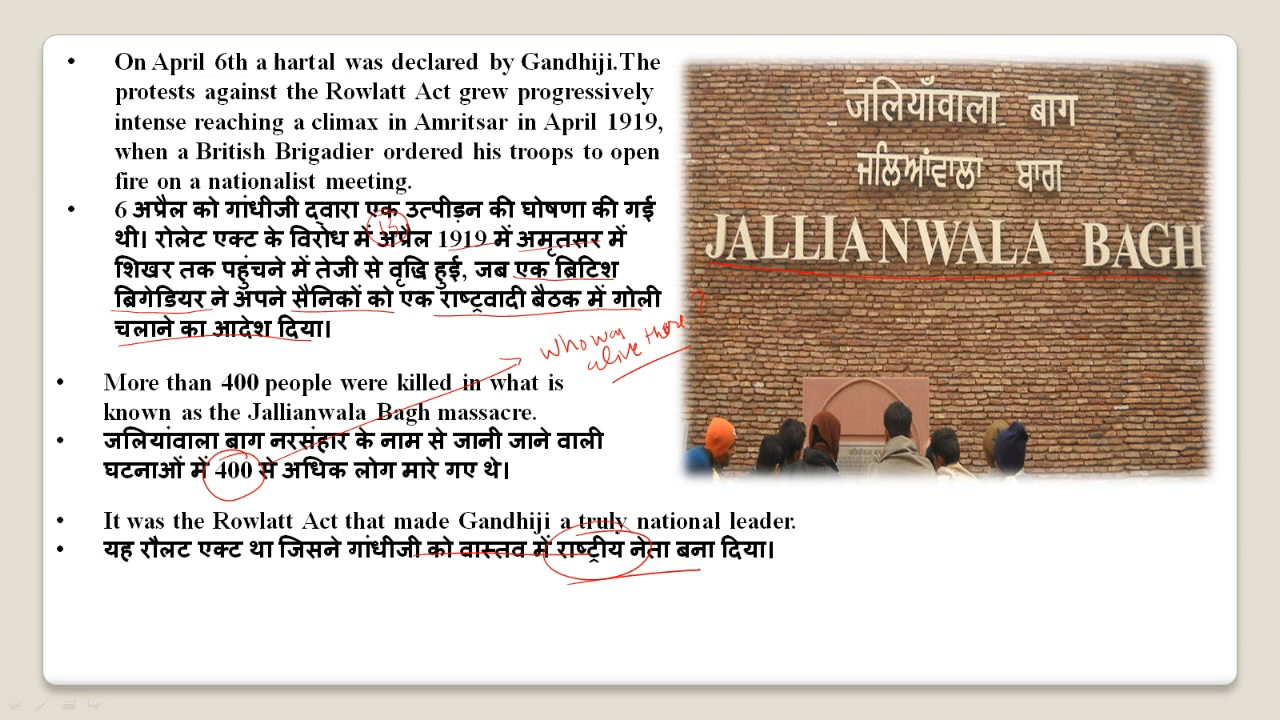 On April 6th a hartal was declared by Gandhiji.The
protests against the Rowlatt Act grew progressively
intense reaching a climax in Amritsar in April 1919,
when a British Brigadier ordered his troops to open
fire on a nationalist meeting.
6 अप्रैल को गांधीजी द्वारा एक उत्पीड़न की घोषणा की गई
थी। रोलेट एक्ट के विरोध में अप्रैल 1919 में अमृतसर में
शिखर तक पहुंचने में तेजी से वृद्धि हुई, जब एक ब्रिटिश
ब्रिगेडियर ने अपने सैनिकों को एक राष्ट्रवादी बैठक में गोली
चलाने का आदेश दिया।
13
who was
alive there ?
More than 400 people were killed in what is
known as the Jallianwala Bagh massacre.
जलियांवाला बाग नरसंहार के नाम से जानी जाने वाली
घटनाओं में 400 से अधिक लोग मारे गए थे।
It was the Rowlatt Act that made Gandhiji a truly national leader.
यह रौलट एक्ट था जिसने गांधीजी को वास्तव में राष्ट्रीय नेता बना दिया।
जलियाँवाला बाग
ਜਲਿਆਂਵਾਲਾ ਬਾਗ
JALLIANWALA BAGH